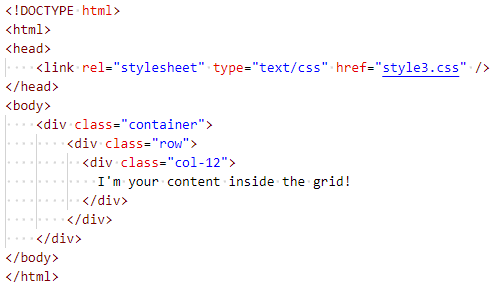 <!DOCTYPE html>
<html>
<head>
    <link rel="stylesheet" type="text/css" href="style3.css" />
</head>
<body>
    <div class="container">
        <div class="row">
          <div class="col-12">
            I'm your content inside the grid!
          </div>
        </div>
    </div>
</body>
</html>